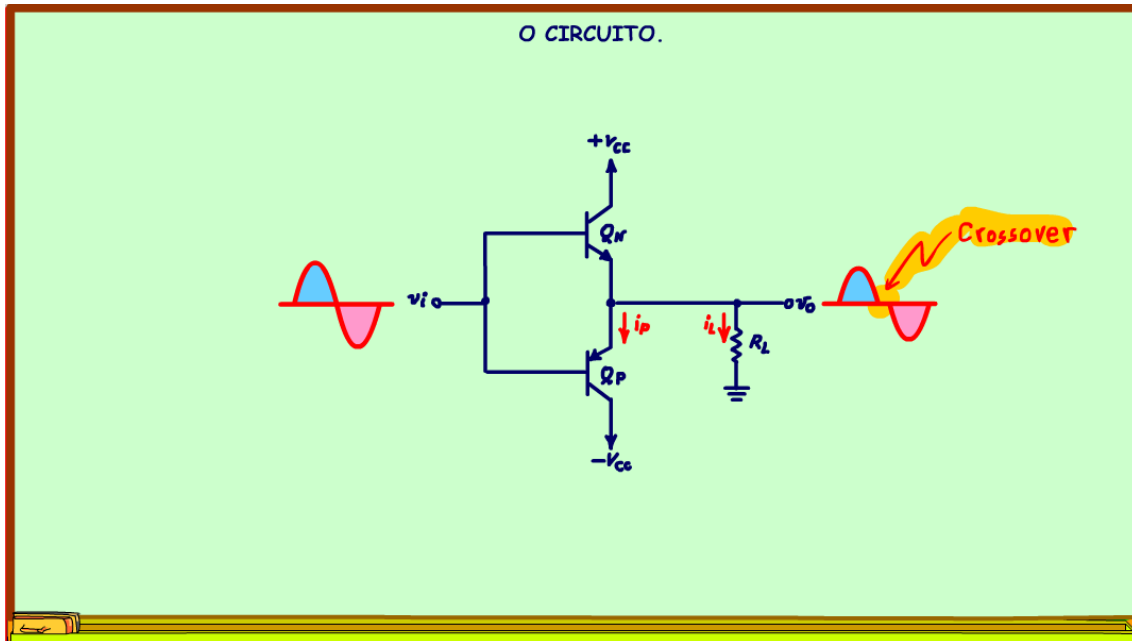 O CIRCUITO.
+VCC
QN
Crossover
vi
vo
iP
iL
RL
QP
-VCC